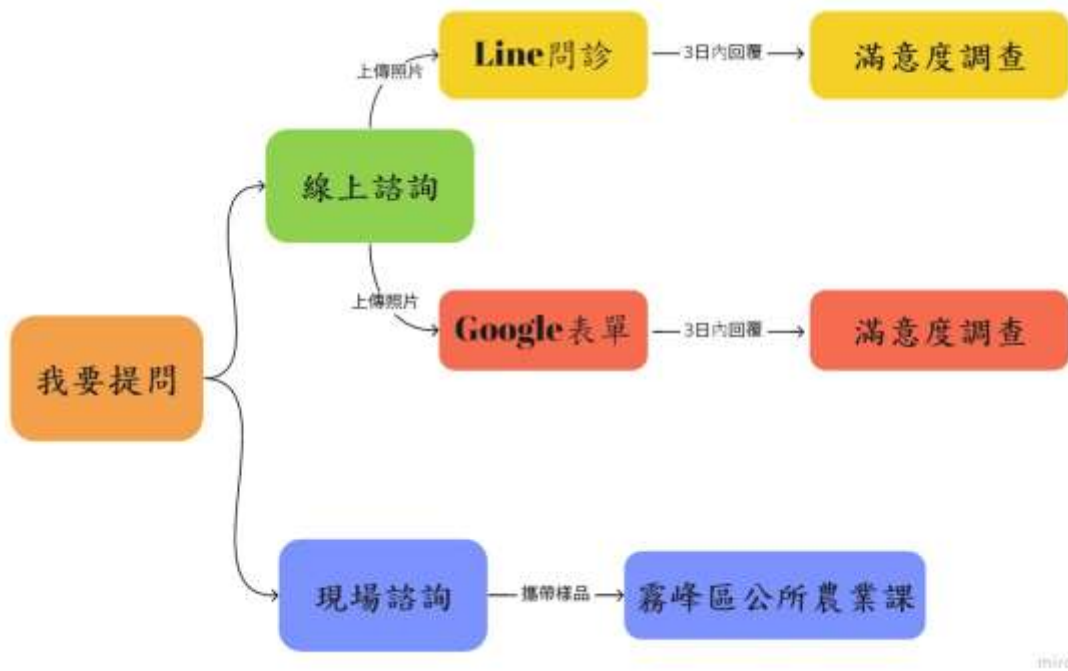 Line問診
3日內回覆
滿意度調查
上傳照片
線上諮詢
上傳照片
Google表單
3日內回覆
滿意度調查
我要提問
現場諮詢
攜帶樣品
霧峰區公所農業課
miro